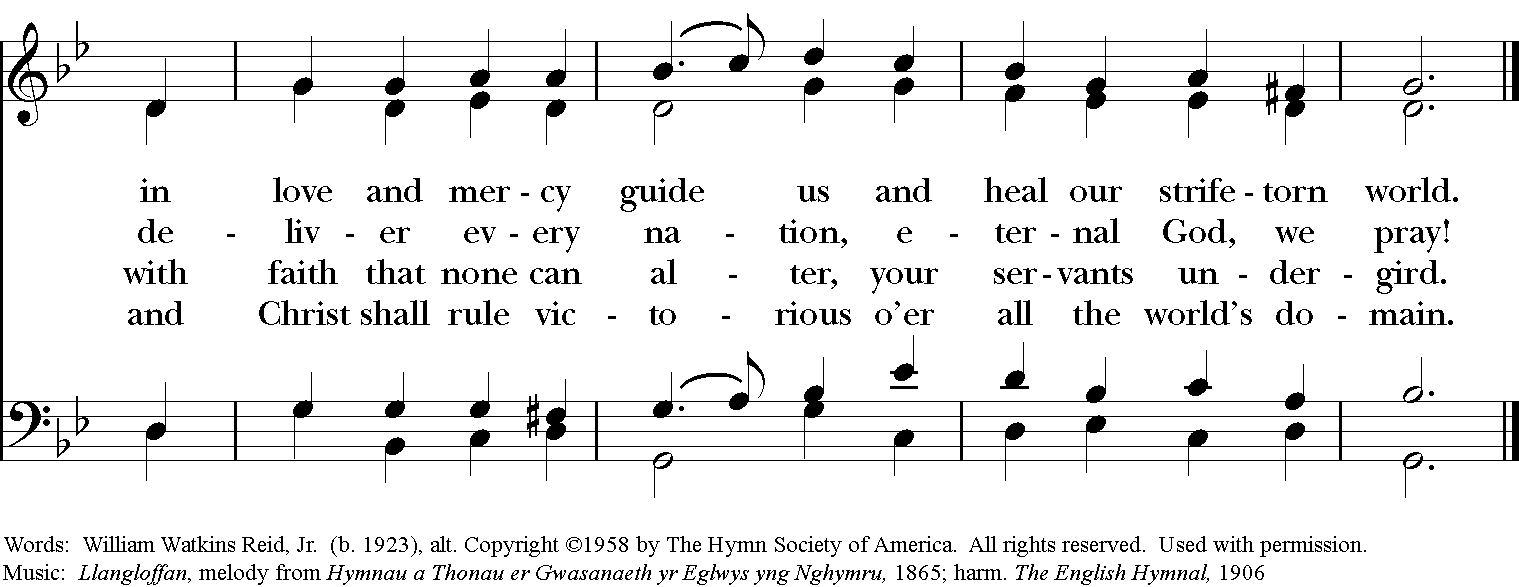 in love and mer - cy guide us and heal our strife - torn world.
de - liv - er ev - ery na - tion, e - ter - nal God, we pray!
with faith that none can al - ter, your ser - vants un - der - gird.
and Christ shall rule vic - to - rious o’er all the world’s do - main.
Words: William Watkins Reid, Jr. (b. 1923), alt. Copyright ©1958 by The Hymn Society of America. All rights reserved. Used with permission.
Music: Llangloffan, melody from Hymnau a Thonau er Gwasanaeth yr Eglwys yng Nghymru, 1865; harm. The English Hymnal, 1906